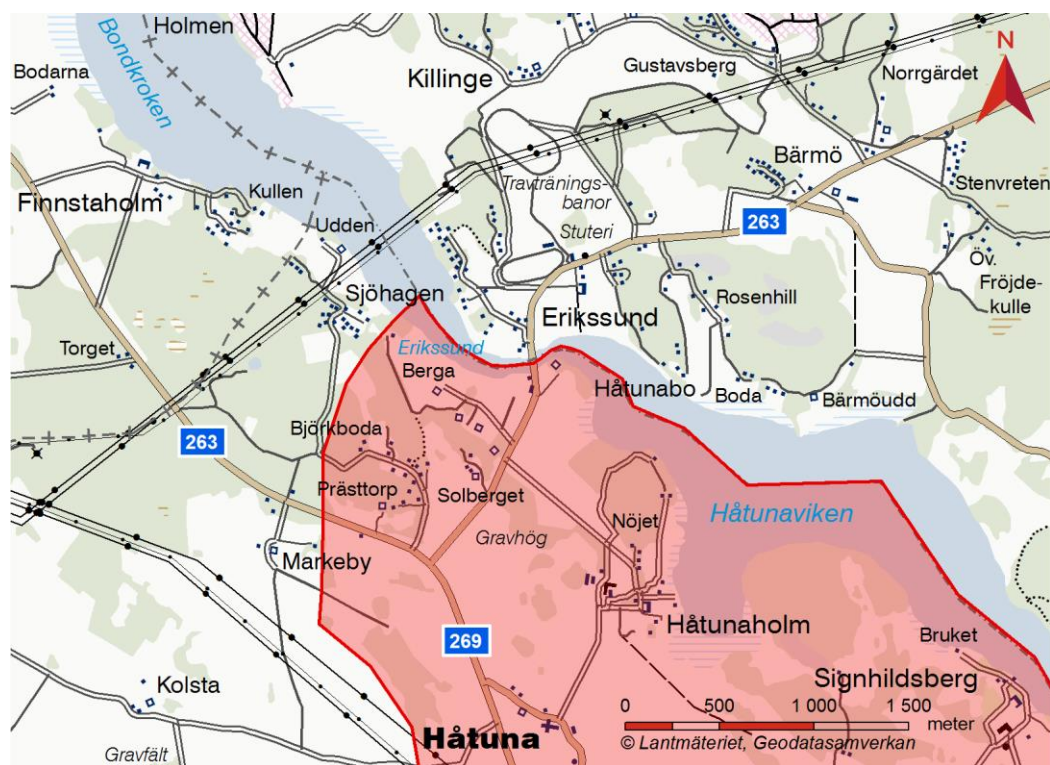 Holmen
Bodarna
Bondkroken
Killinge
Gustavsberg
Norrgärdet
N
Bärmö
Finnstaholm
Kullen
Travtränings-
banor
Stenvreten
Udden
Stuteri
263
Öv.
Fröjde-
kulle
Sjöhagen
Rosenhill
Erikssund
Torget
Erikssund
Berga
Håtunabo
Boda
Bärmöudd
Björkboda
263
Prästtorp
Solberget
Håtunaviken
Nöjet
Gravhög
Markeby
Håtunaholm
Bruket
269
Kolsta
Signhildsberg
0 500 1000 1 500
meter
Håtuna
© Lantmäteriet, Geodatasamverkan
Gravfält